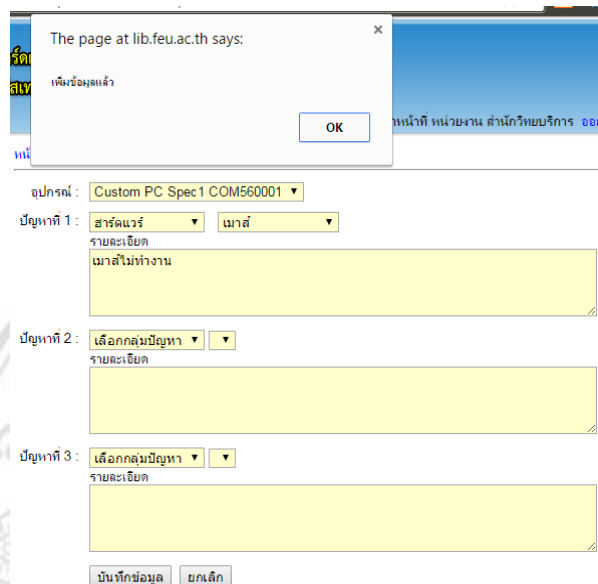 The page at lib.feu.ac.th says:
×
เพิ่มข้อมูลแล้ว
OK
หน้าที่ หน่วยงาน สำนักวิทยบริการ
อุปกรณ์ : Custom PC Spec1 COM560001
ปัญหาที่ 1 : ฮาร์ดแวร์ เมาส์
รายละเอียด
เมาส์ไม่ทำงาน
ปัญหาที่ 2 : เลือกกลุ่มปัญหา
รายละเอียด
ปัญหาที่ 3 : เลือกกลุ่มปัญหา
รายละเอียด
บันทึกข้อมูล ยกเลิก